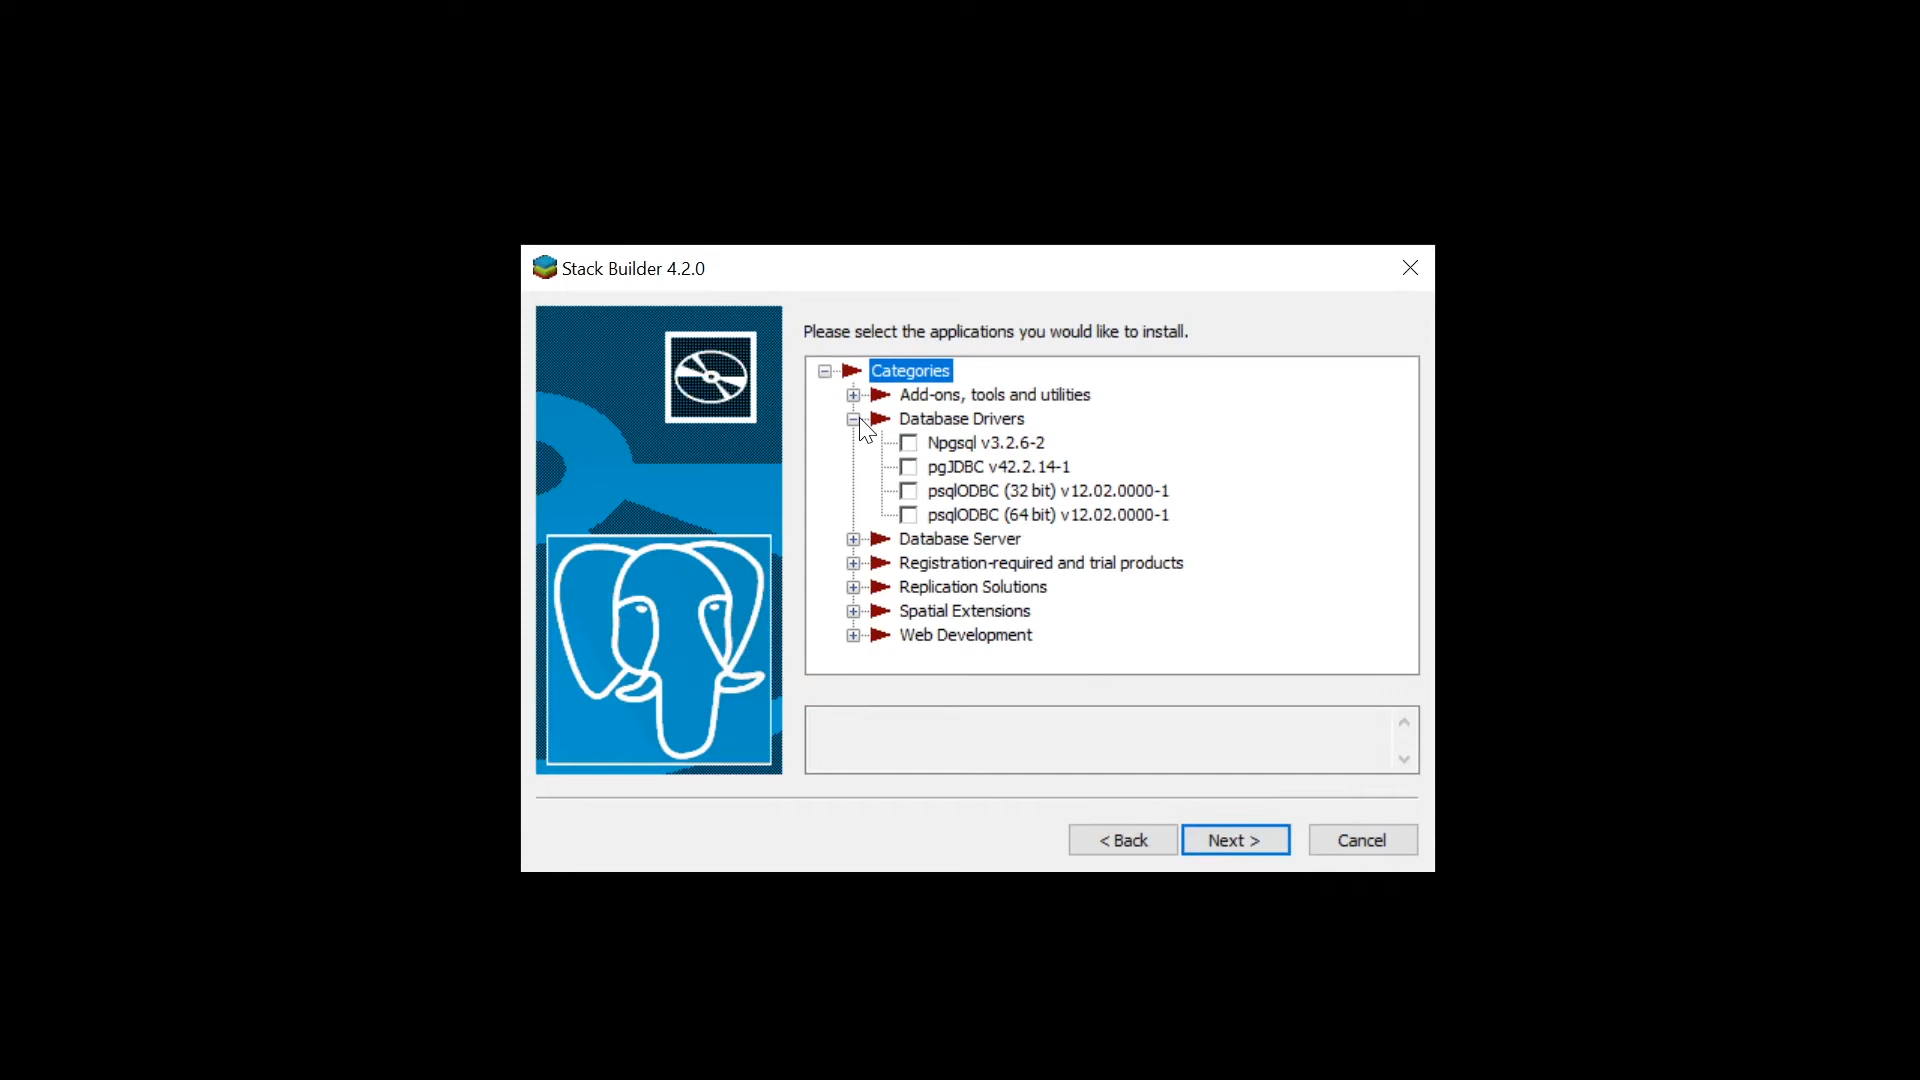 Stack Builder 4.2.0
Please select the applications you would like to install.
Categories
Add-ons, tools and utilities
Database Drivers
Npgsql v3.2.6-2
pgJDBC v42.2.14-1
psqlODBC (32 bit) v12.02.0000-1
psqlODBC (64 bit) v12.02.0000-1
Database Server
Registration-required and trial products
Replication Solutions
Spatial Extensions
Web Development
< Back
Next >
Cancel